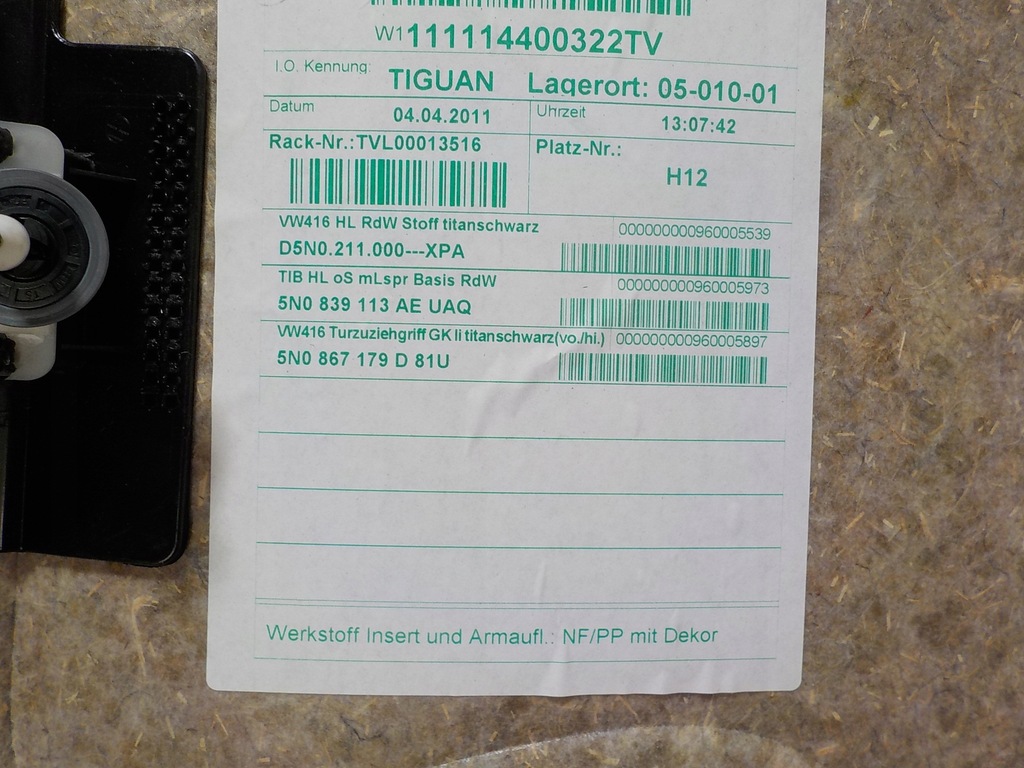 W1111114400322TV
I.O. Kennung: TIGUAN Lagerort: 05-010-01
Datum 04.04.2011 Uhrzeit 13:07:42
Rack-Nr.:TVL00013516 Platz-Nr.: H12
VW416 HL RdW Stoff titanschwarz 000000000960005539
D5N0.211.000---XPA
TIB HL oS mLspr Basis RdW 000000000960005973
5N0 839 113 AE UAQ
VW416 Turzuziehgriff GK li titanschwarz(vo./hi.) 000000000960005897
5N0 867 179 D 81U
Werkstoff Insert und Armaufl.: NF/PP mit Dekor